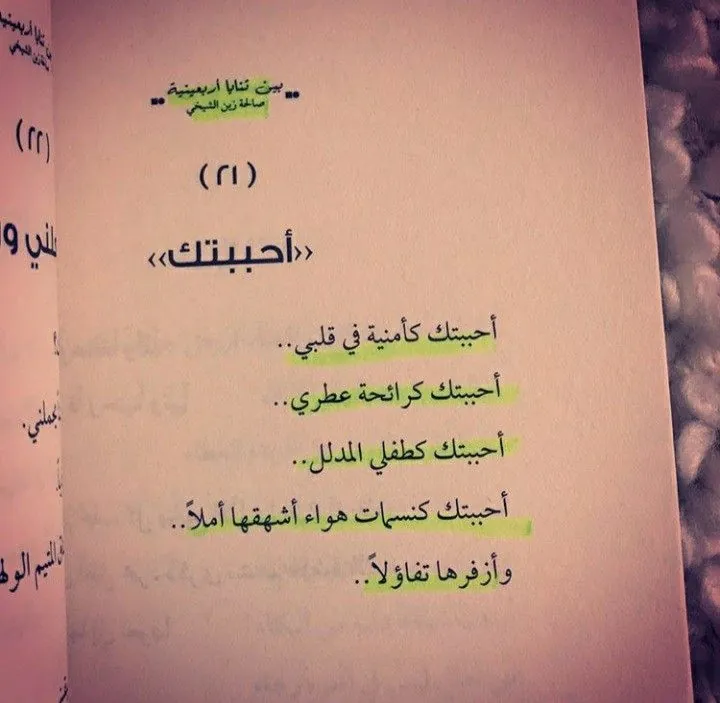 بين ثنايا أربعينية
صالحة زين الشيخي
(٢١)
‹‹أحببتك››
أحببتك كأمنية في قلبي..
أحببتك كرائحة عطري..
أحببتك كطفلي المدلل..
أحببتك كنسمات هواء أشهقها أملاً..
وأزفرها تفاؤلاً..
(٢٢)